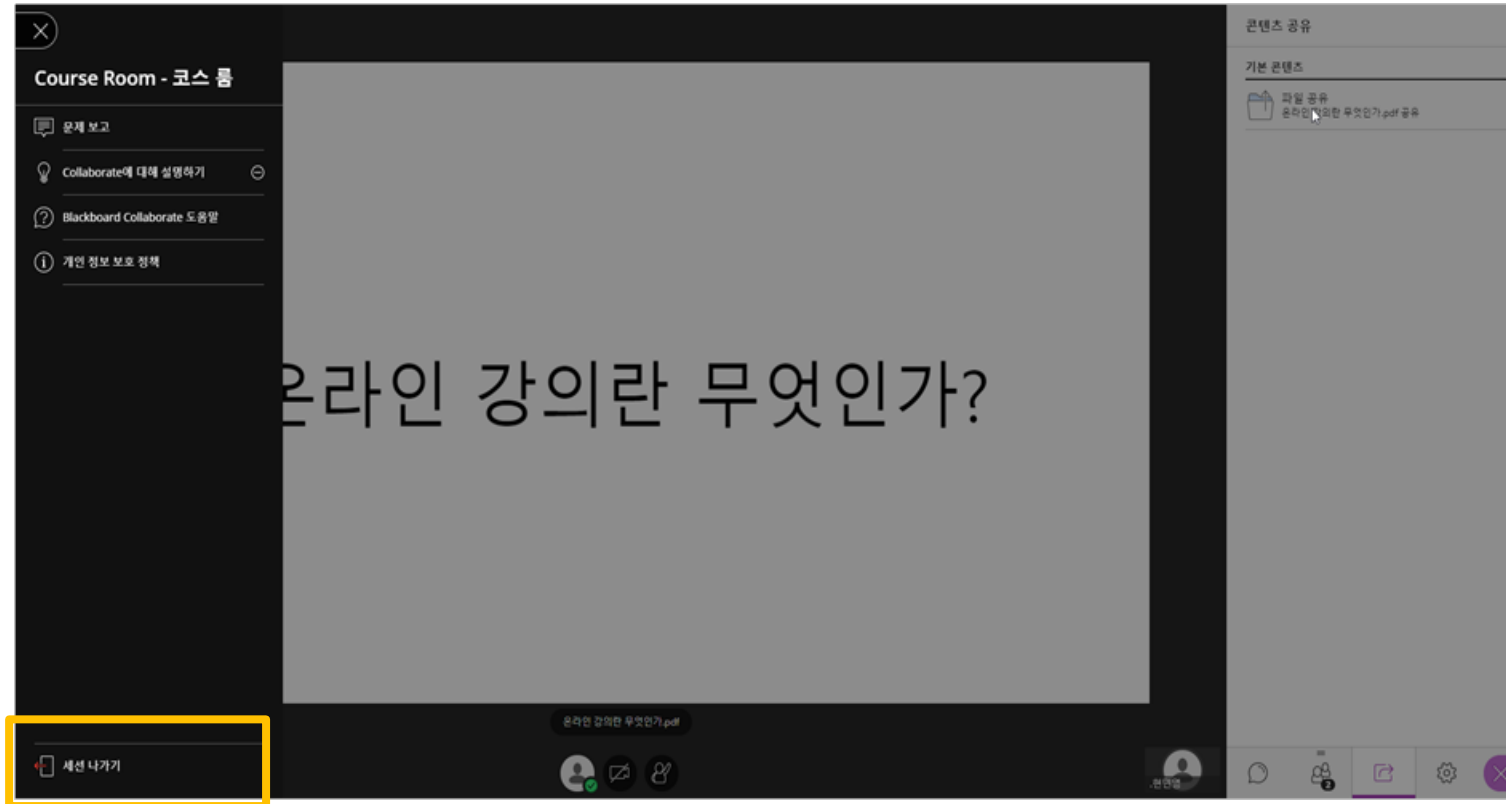 Course Room - 코스 룸
문제 보고
Collaborate에 대해 설명하기
Blackboard Collaborate 도움말
개인 정보 보호 정책
세션 나가기
온라인 강의란 무엇인가?
온라인 강의란 무엇인가.pdf
콘텐츠 공유
기본 콘텐츠
파일 공유
온라인 강의란 무엇인가.pdf 공유
2